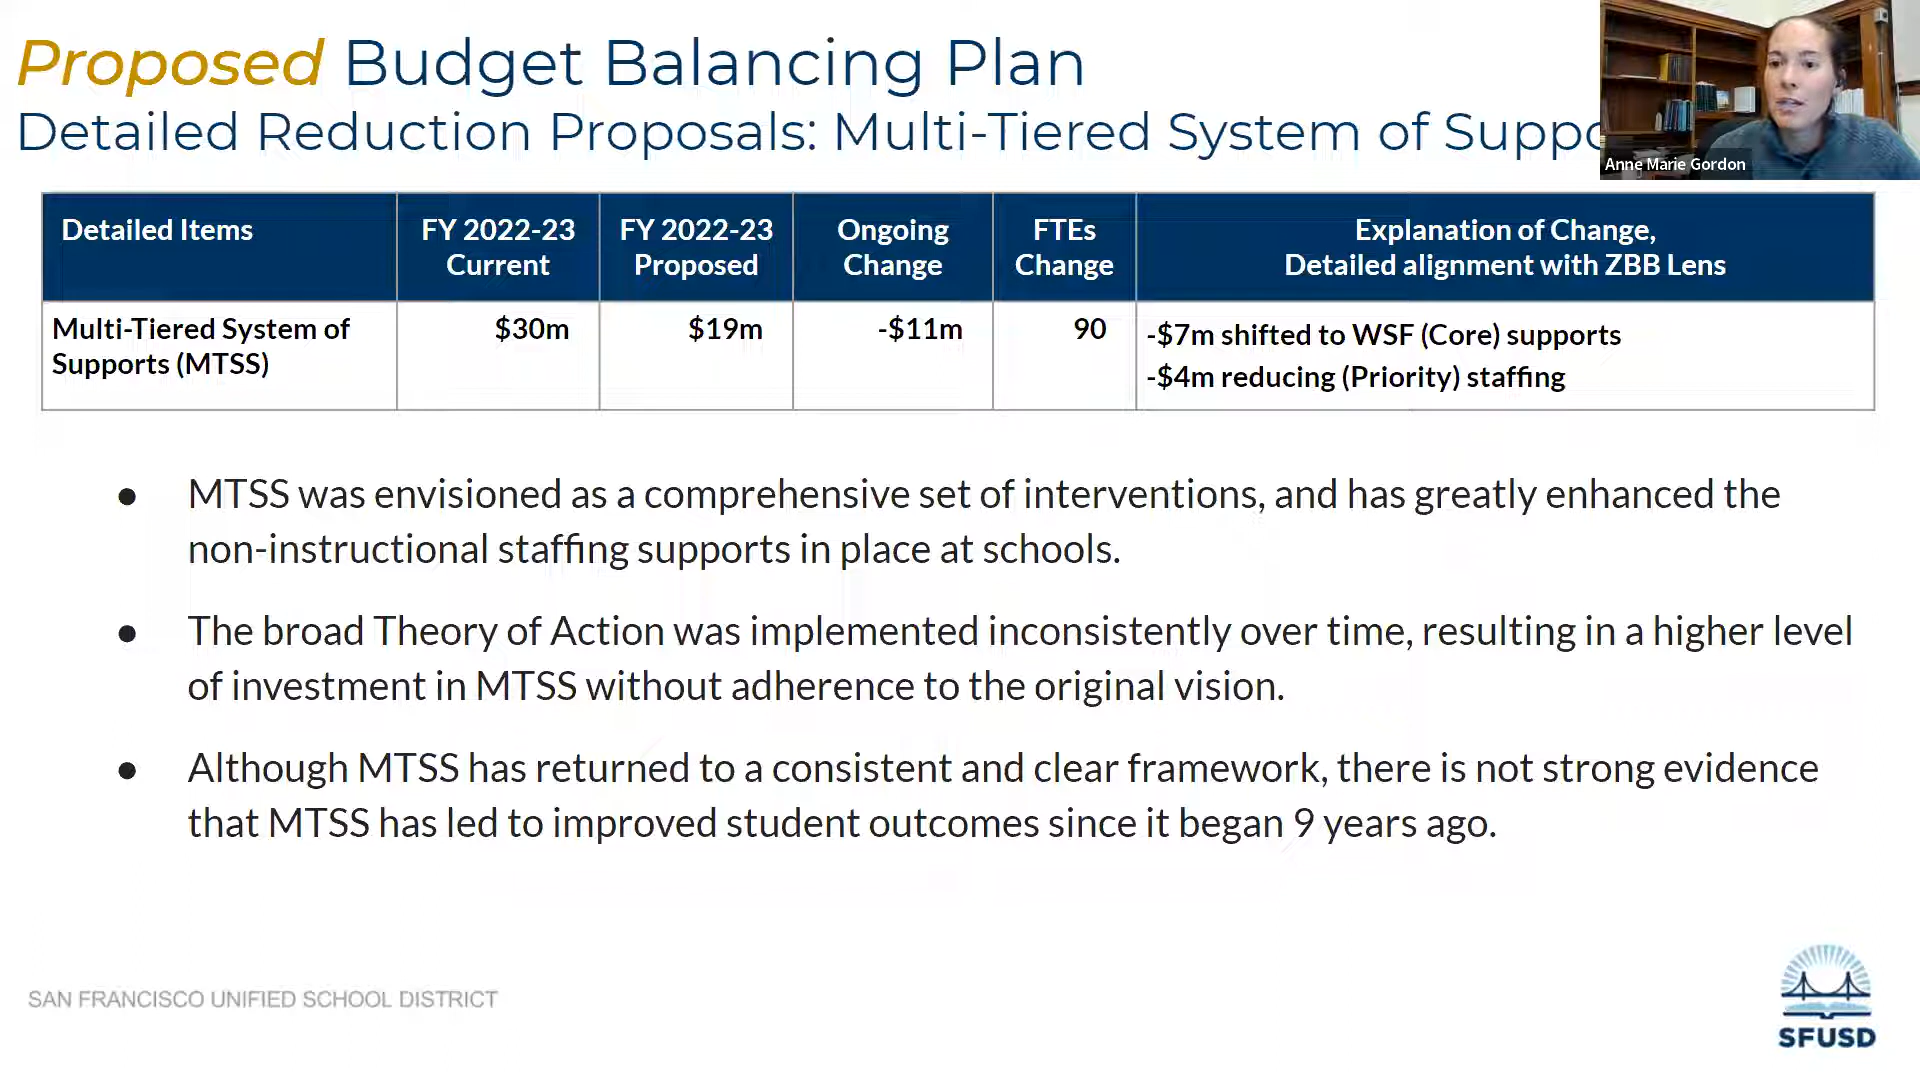 Proposed Budget Balancing Plan
Detailed Reduction Proposals: Multi-Tiered System of
Anne Marie Gordon
Detailed Items
FY 2022-23
Current
FY 2022-23
Proposed
Ongoing
Change
FTEs
Change
Explanation of Change,
Detailed alignment with ZBB Lens
Multi-Tiered System of
Supports (MTSS)
$30m
$19m
-$11m
90
-$7m shifted to WSF (Core) supports
-$4m reducing (Priority) staffing
● MTSS was envisioned as a comprehensive set of interventions, and has greatly enhanced the
non-instructional staffing supports in place at schools.
● The broad Theory of Action was implemented inconsistently over time, resulting in a higher level
of investment in MTSS without adherence to the original vision.
● Although MTSS has returned to a consistent and clear framework, there is not strong evidence
that MTSS has led to improved student outcomes since it began 9 years ago.
SAN FRANCISCO UNIFIED SCHOOL DISTRICT
SFUSD